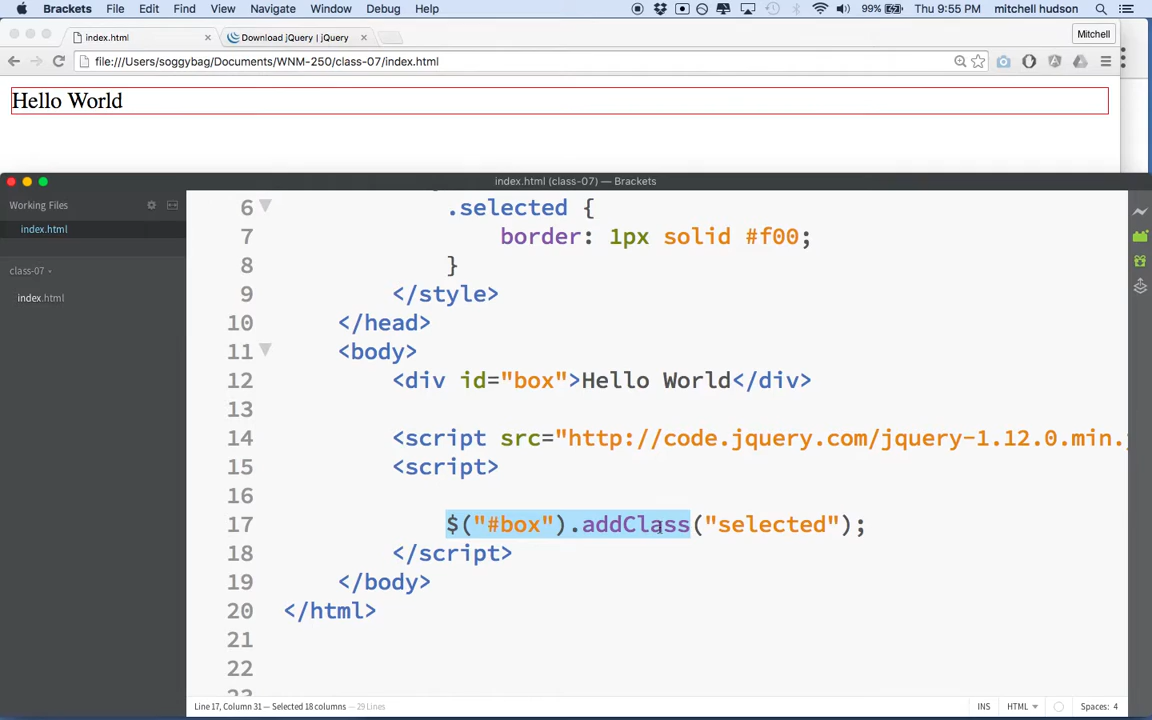 Brackets File Edit Find View Navigate Window Debug Help 99% Thu 9:55 PM mitchell hudson
index.html × Download jQuery | jQuery × Mitchell
file:///Users/soggybag/Documents/WNM-250/class-07/index.html
Hello World
index.html (class-07) — Brackets
Working Files
index.html
class-07
index.html
6 .selected {
7 border: 1px solid #f00;
8 }
9 </style>
10 </head>
11 <body>
12 <div id="box">Hello World</div>
13
14 <script src="http://code.jquery.com/jquery-1.12.0.min.
15 <script>
16
17 $("#box").addClass("selected");
18 </script>
19 </body>
20 </html>
21
22
Line 17, Column 31 — Selected 18 columns — 29 Lines INS HTML Spaces: 4